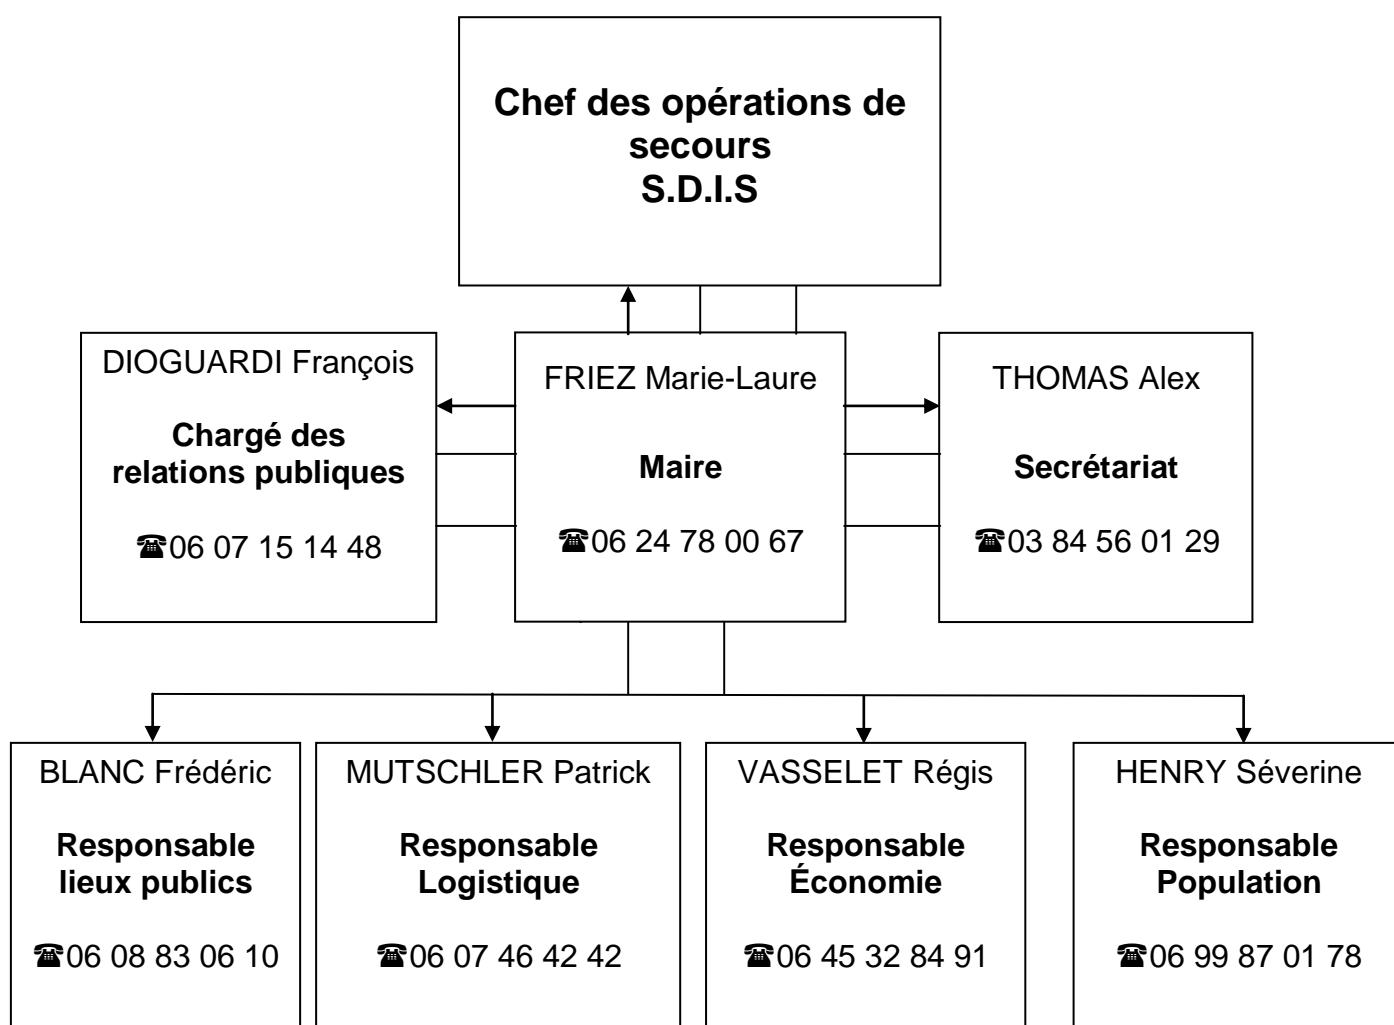 Chef des opérations de
secours
S.D.I.S
DIOGUARDI François
Chargé des
relations publiques
☎06 07 15 14 48
FRIEZ Marie-Laure
Maire
☎06 24 78 00 67
THOMAS Alex
Secrétariat
☎03 84 56 01 29
BLANC Frédéric
Responsable
lieux publics
☎06 08 83 06 10
MUTSCHLER Patrick
Responsable
Logistique
☎06 07 46 42 42
VASSELET Régis
Responsable
Économie
☎06 45 32 84 91
HENRY Séverine
Responsable
Population
☎06 99 87 01 78